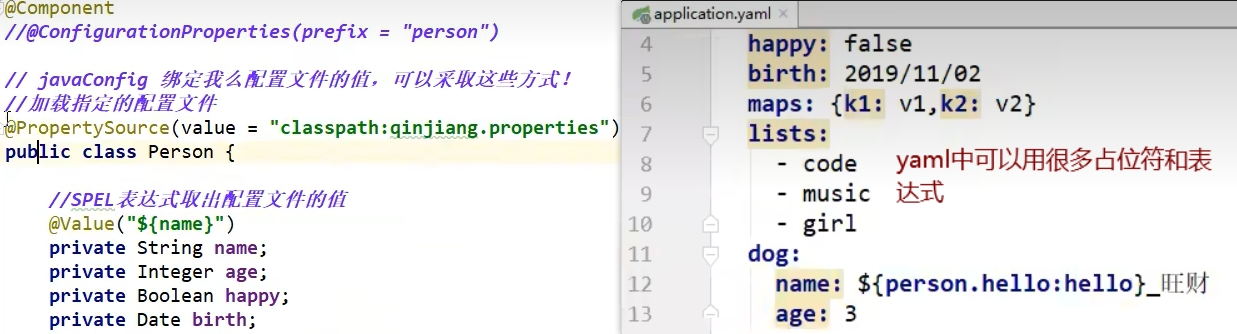 @Component
//@ConfigurationProperties(prefix = "person")
// javaConfig 绑定我么配置文件的值，可以采取这些方式！
//加载指定的配置文件
@PropertySource(value = "classpath:qinjiang.properties")
public class Person {
//SPEL表达式取出配置文件的值
@Value("${name}")
private String name;
private Integer age;
private Boolean happy;
private Date birth;
application.yaml ×
4 happy: false
5 birth: 2019/11/02
6 maps: {k1: v1,k2: v2}
7 lists:
8 - code
9 - music
10 - girl
yaml中可以用很多占位符和表
达式
11 dog:
12 name: ${person.hello:hello}_旺财
13 age: 3